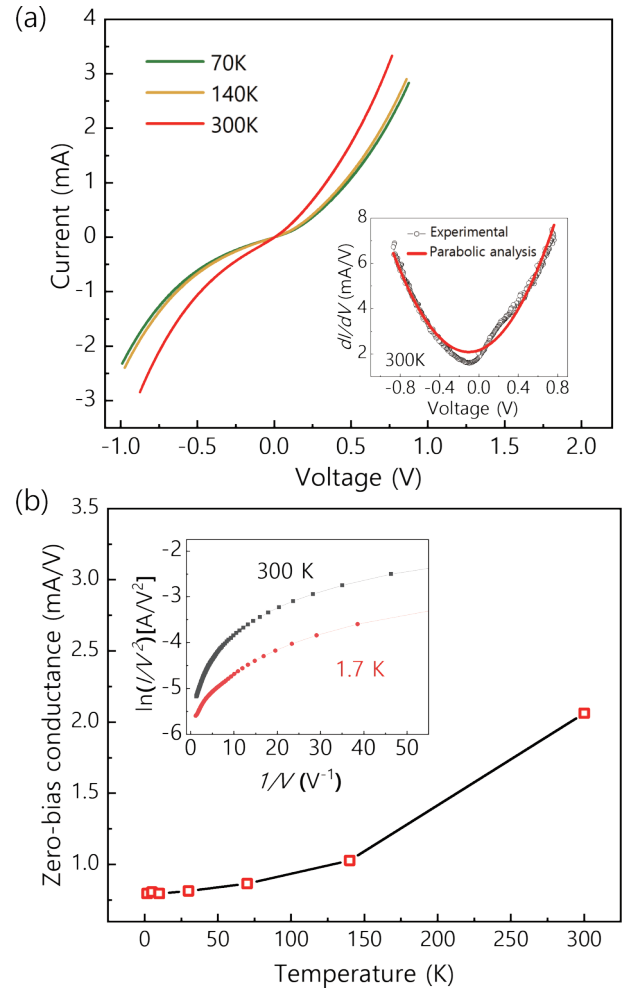 (a)
4
3
2
1
0
-1
-2
-3
Current (mA)
70K
140K
300K
8
6
4
2
dI/dV (mA/V)
Experimental
Parabolic analysis
300K
-0.8 -0.4 0.0 0.4 0.8
Voltage (V)
-1.0 -0.5 0.0 0.5 1.0 1.5 2.0
Voltage (V)
(b)
3.5
3.0
2.5
2.0
1.5
1.0
Zero-bias conductance (mA/V)
-2
-3
-4
-5
-6
ln(I/V²)[A/V²]
300 K
1.7 K
0 10 20 30 40 50
1/V (V⁻¹)
0 50 100 150 200 250 300
Temperature (K)